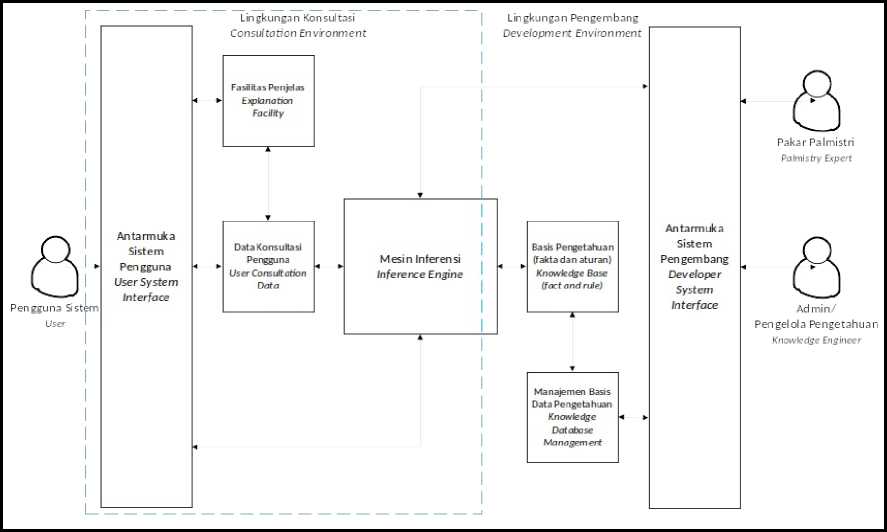 Lingkungan Konsultasi
Consultation Environment
Lingkungan Pengembang
Development Environment
Fasilitas Penjelas
Explanation
Facility
Pakar Palmistri
Palmistry Expert
Antarmuka
Sistem
Pengguna
User System
Interface
Data Konsultasi
Pengguna
User Consultation
Data
Mesin Inferensi
Inference Engine
Basis Pengetahuan
(fakta dan aturan)
Knowledge Base
(fact and rule)
Antarmuka
Sistem
Pengembang
Developer
System
Interface
Pengguna Sistem
User
Admin/
Pengelola Pengetahuan
Knowledge Engineer
Manajemen Basis
Data Pengetahuan
Knowledge
Database
Management